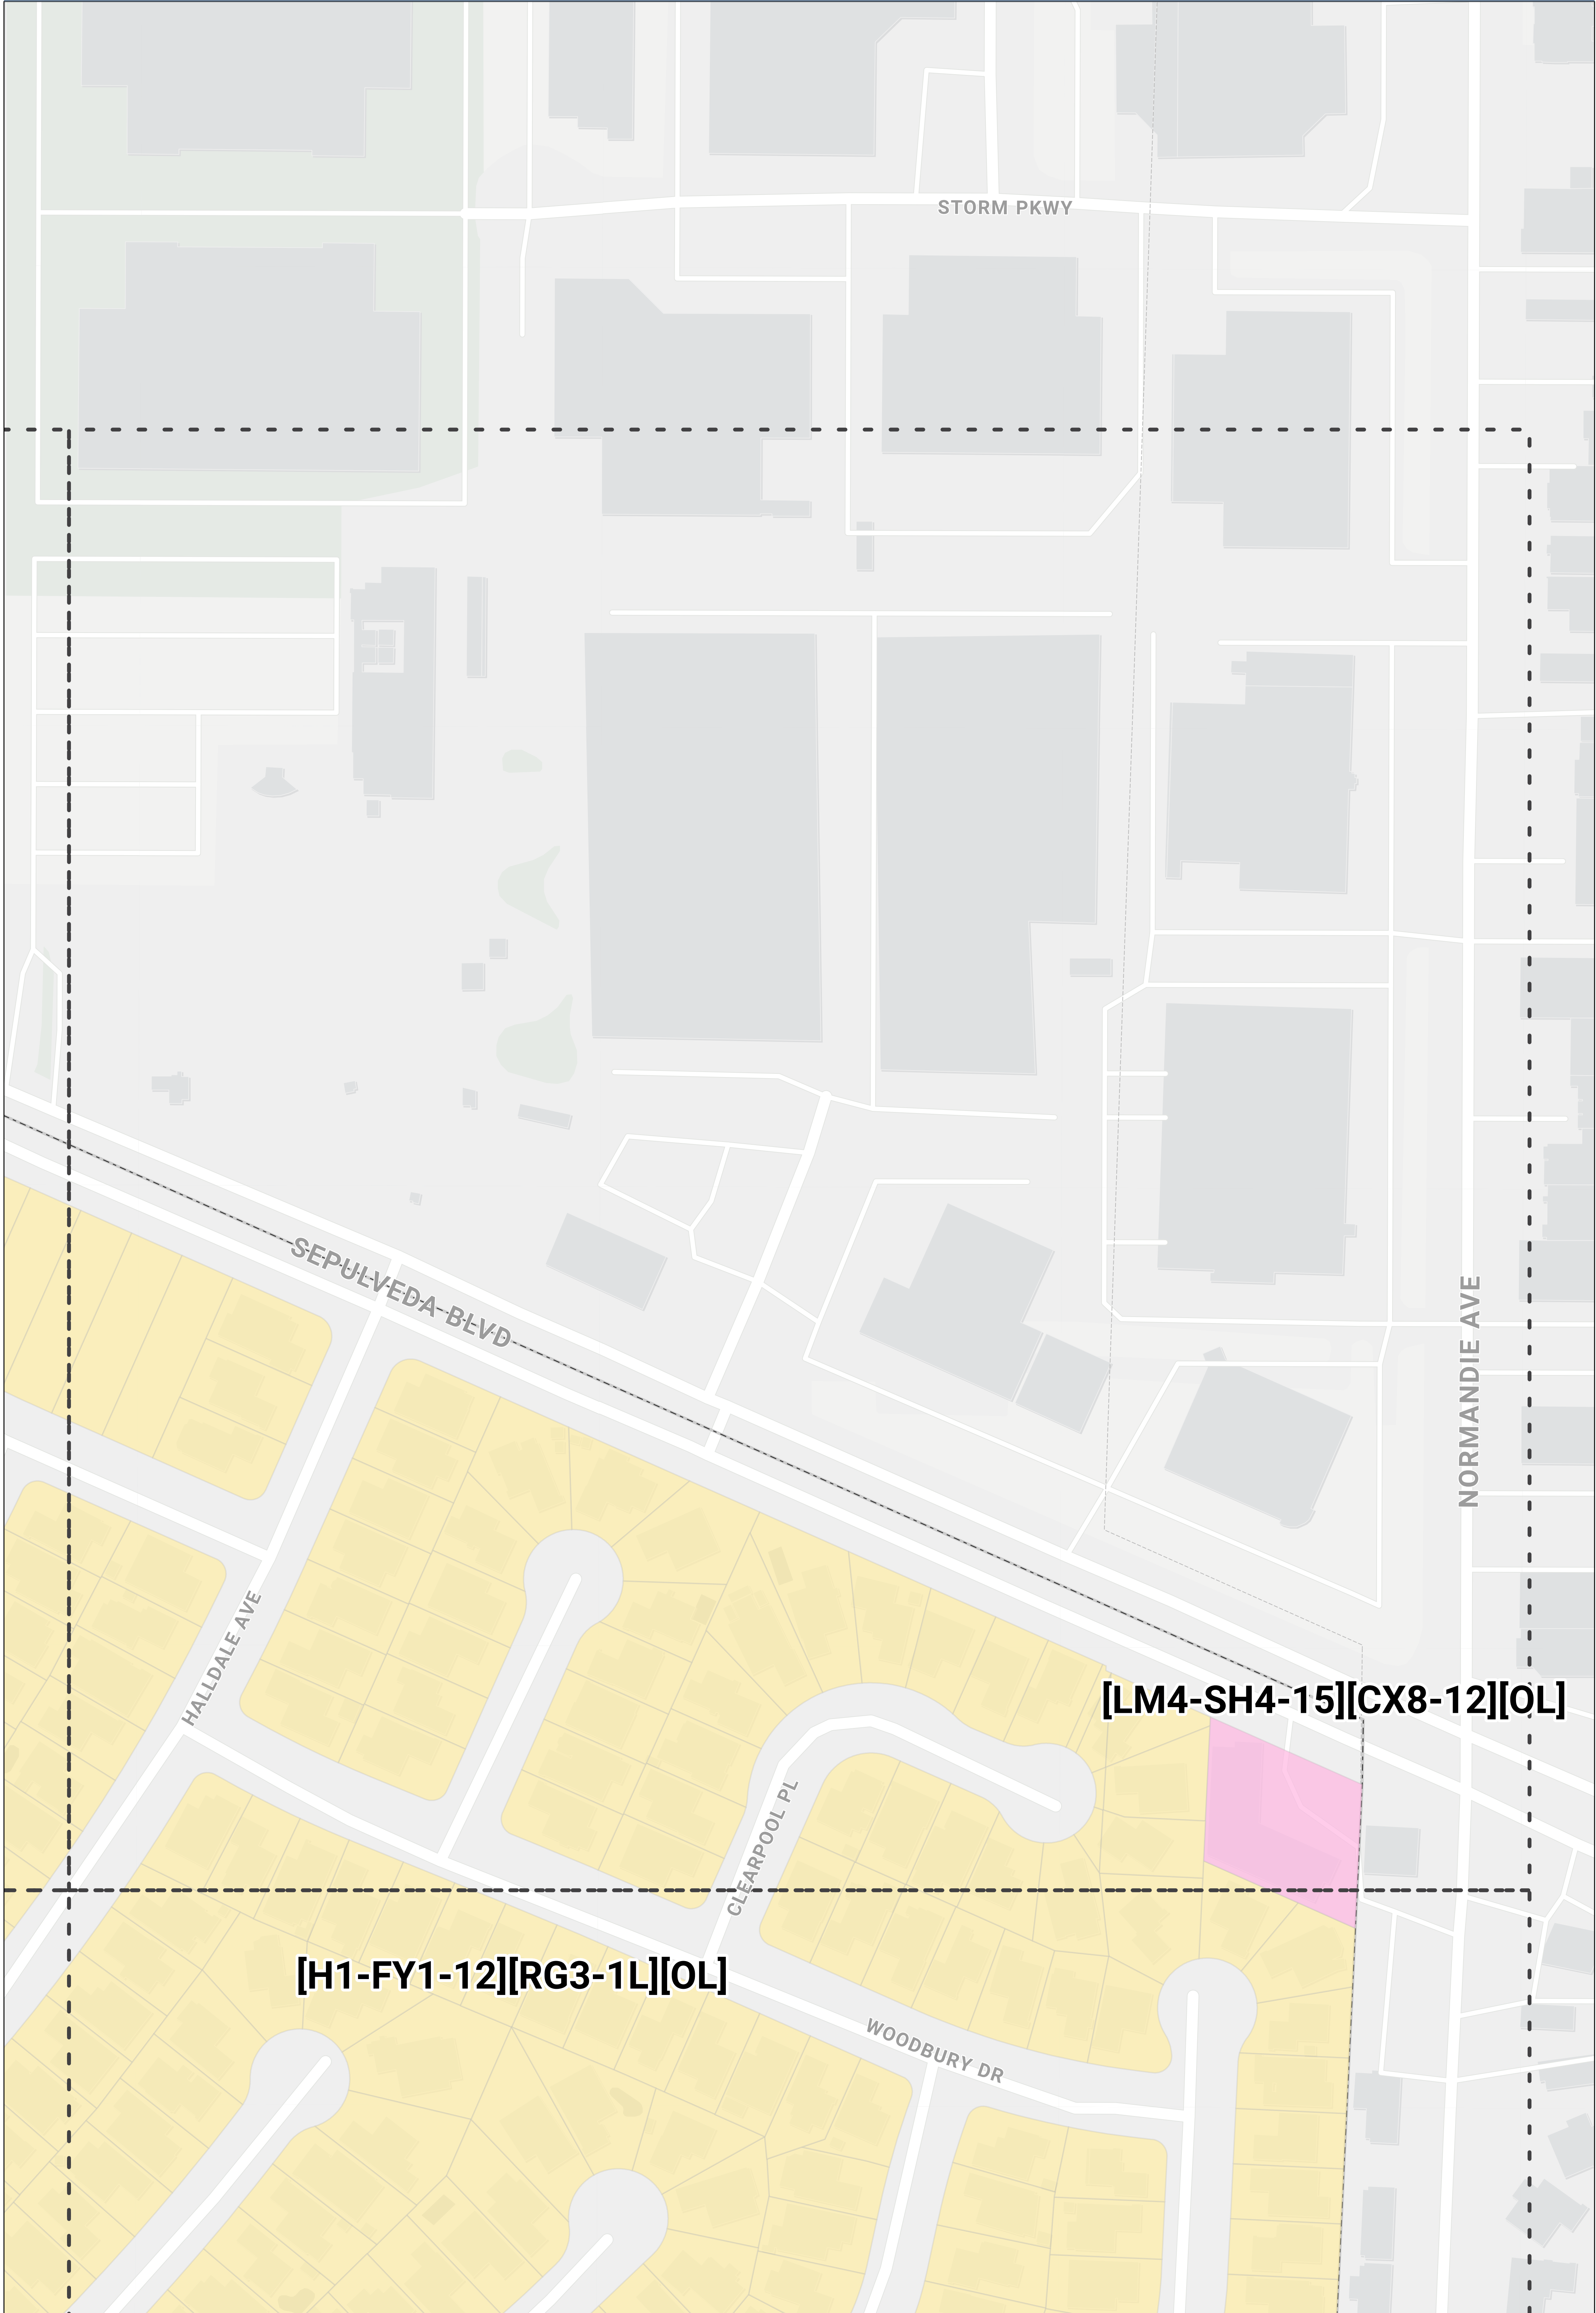 STORM PKWY
SEPULVEDA BLVD
NORMANDIE AVE
HALLDALE AVE
[LM4-SH4-15][CX8-12][OL]
CLEARPOOL PL
[H1-FY1-12][RG3-1L][OL]
WOODBURY DR